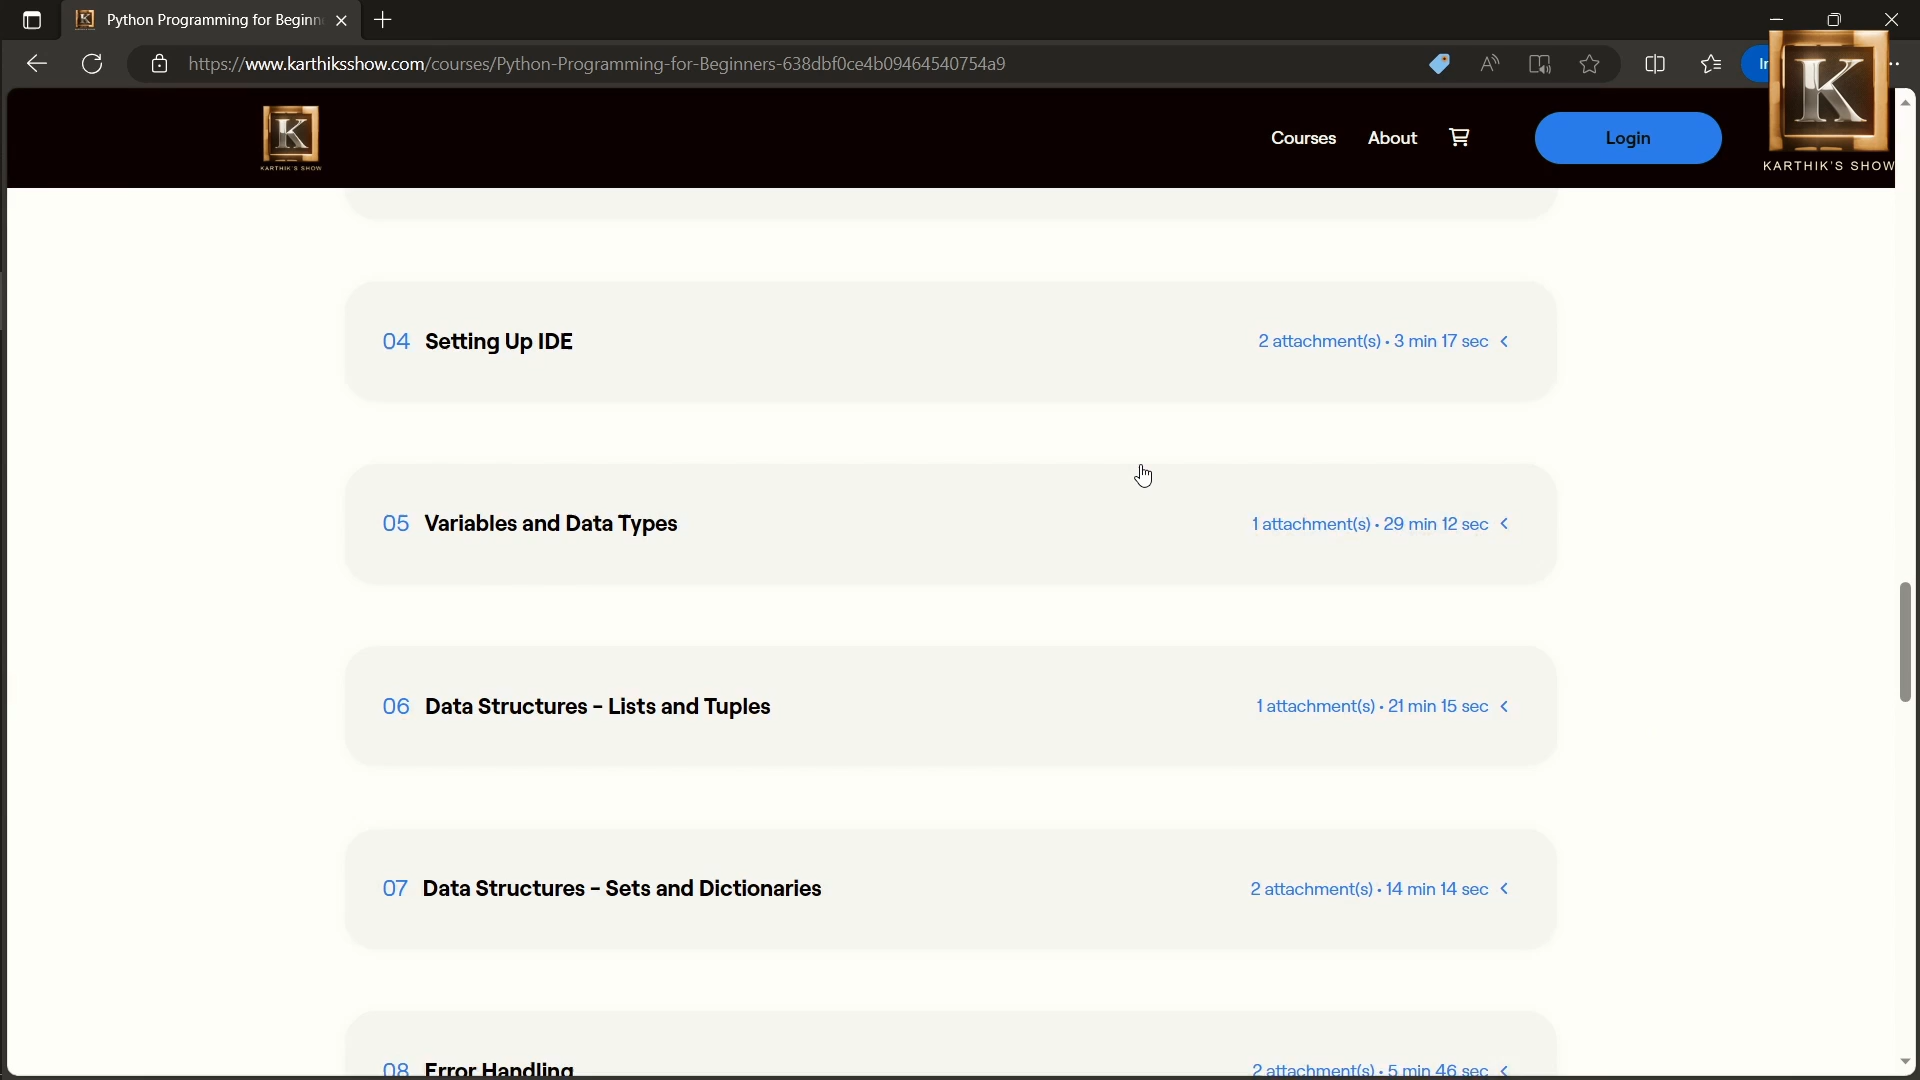 Python Programming for Beginn
https://www.karthiksshow.com/courses/Python-Programming-for-Beginners-638dbf0ce4b09464540754a9
K
KARTHIK'S SHOW
Courses
About
Login
K
KARTHIK'S SHOW
04 Setting Up IDE
2 attachment(s) • 3 min 17 sec
05 Variables and Data Types
1 attachment(s) • 29 min 12 sec
06 Data Structures - Lists and Tuples
1 attachment(s) • 21 min 15 sec
07 Data Structures - Sets and Dictionaries
2 attachment(s) • 14 min 14 sec
08 Error Handling
2 attachment(s) • 5 min 46 sec